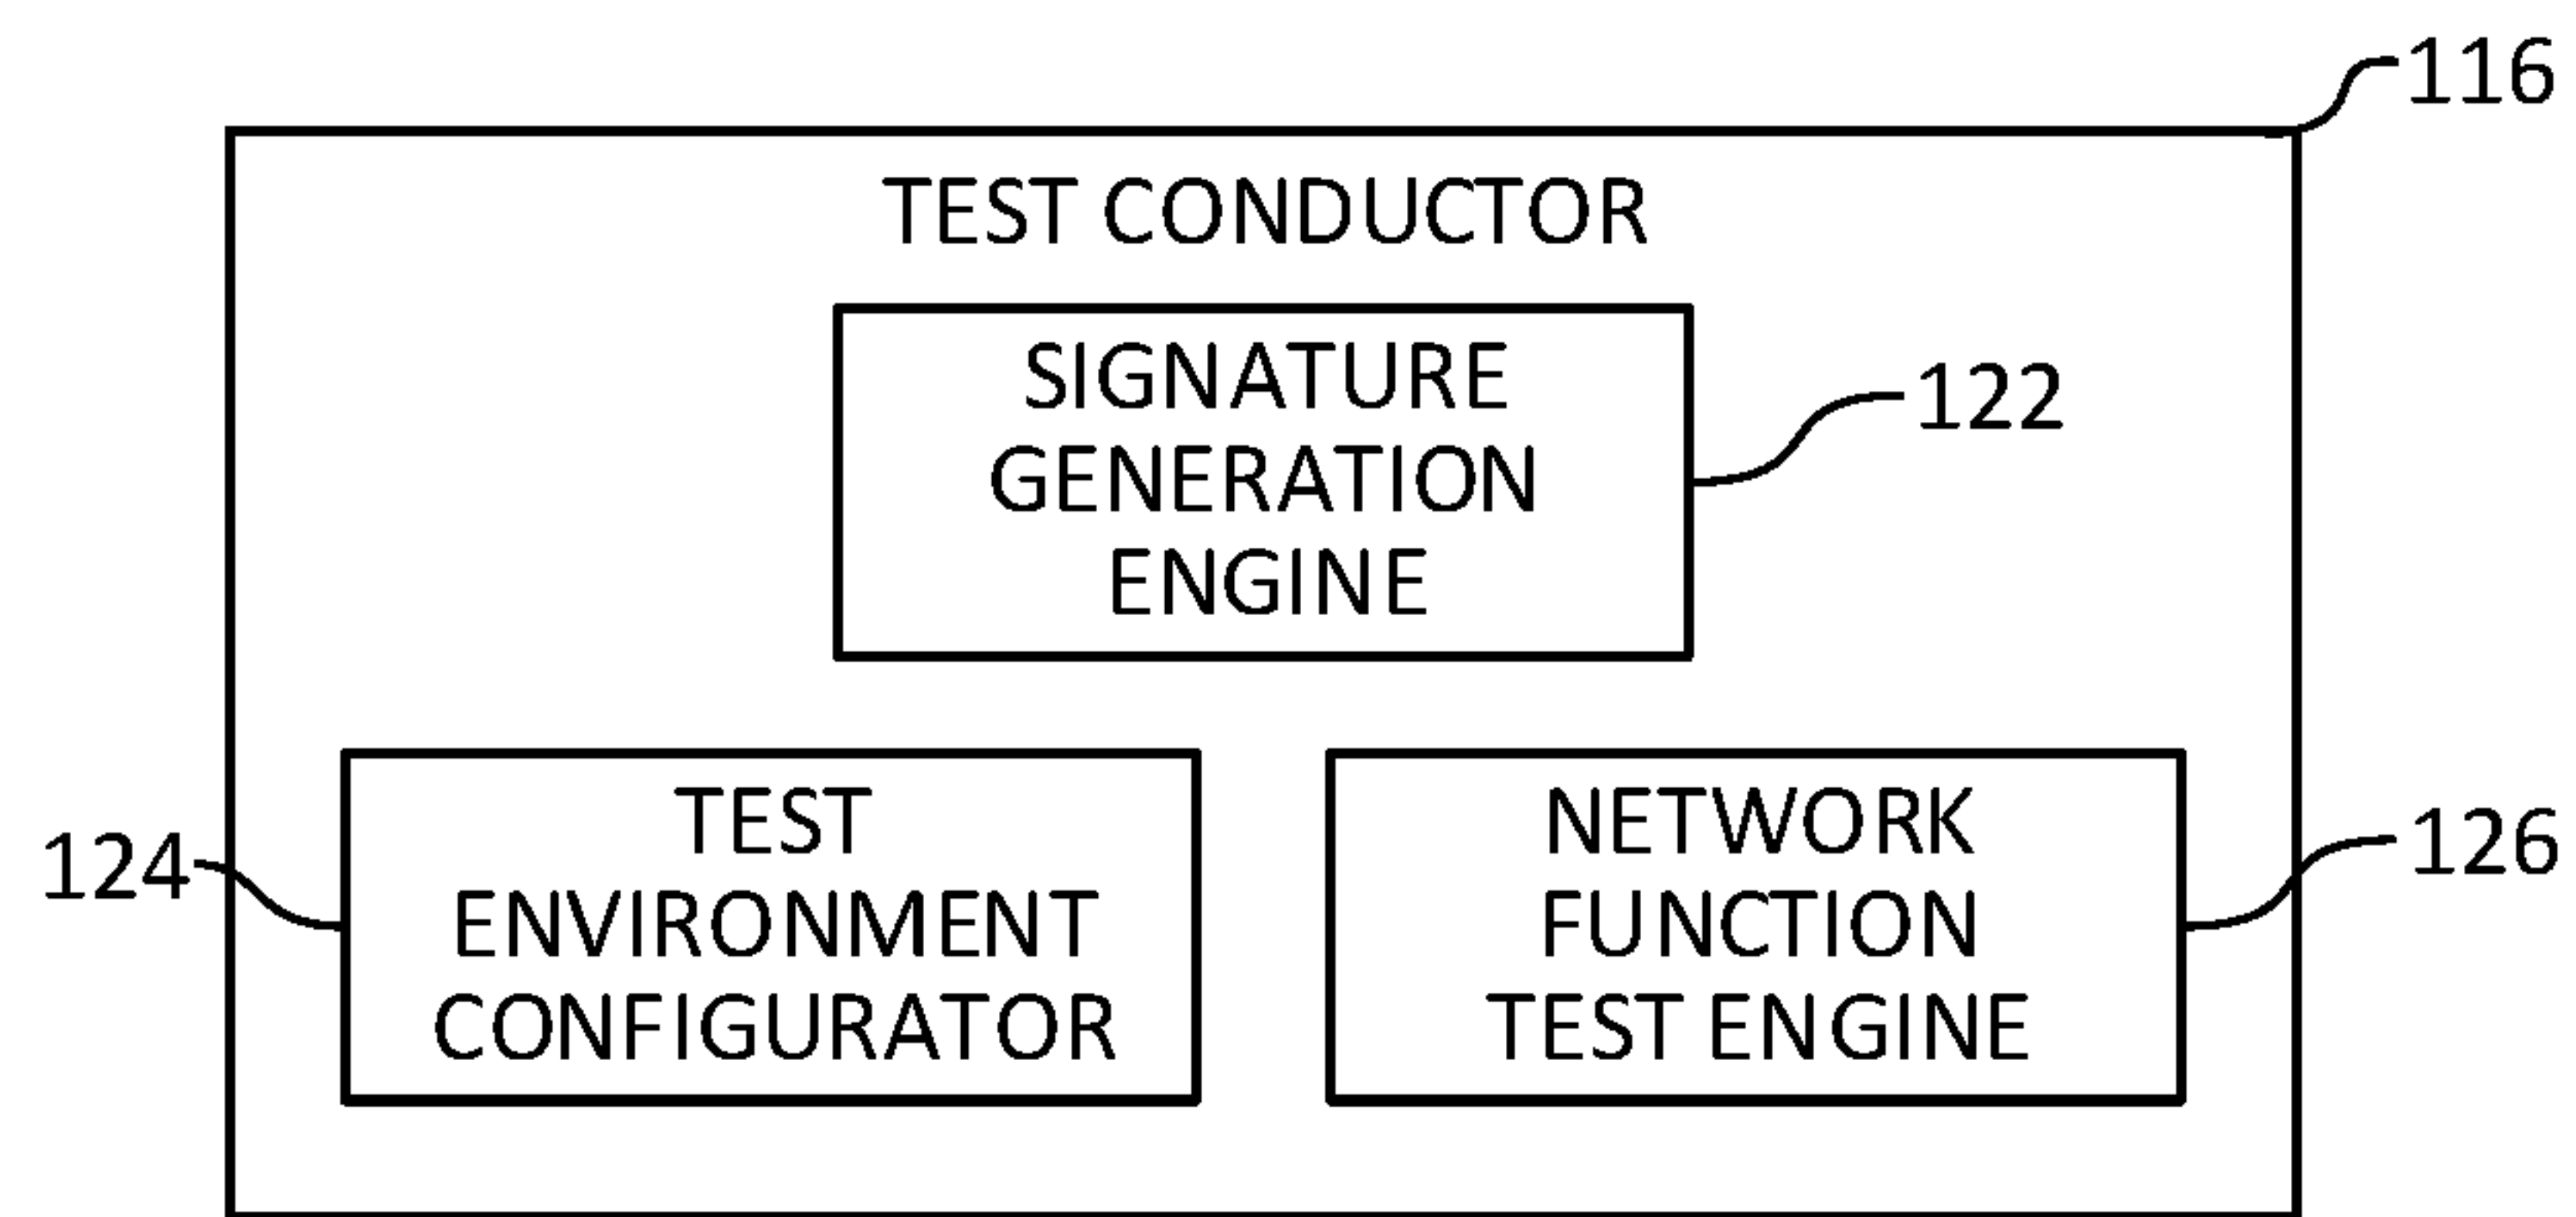 116
TEST CONDUCTOR
SIGNATURE
GENERATION
ENGINE
122
124
TEST
ENVIRONMENT
CONFIGURATOR
NETWORK
FUNCTION
TEST ENGINE
126